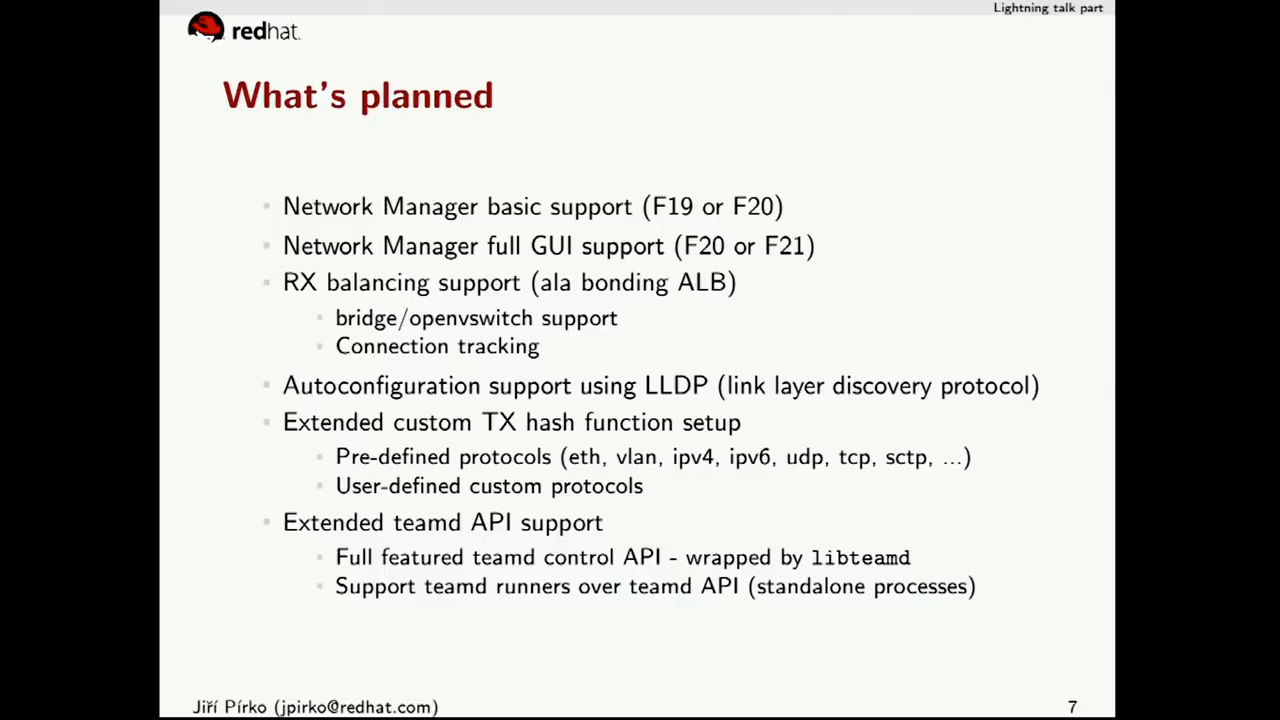 Lightning talk part
redhat.
What's planned
Network Manager basic support (F19 or F20)
Network Manager full GUI support (F20 or F21)
RX balancing support (ala bonding ALB)
bridge/openvswitch support
Connection tracking
Autoconfiguration support using LLDP (link layer discovery protocol)
Extended custom TX hash function setup
Pre-defined protocols (eth, vlan, ipv4, ipv6, udp, tcp, sctp, ...)
User-defined custom protocols
Extended teamd API support
Full featured teamd control API - wrapped by libteamd
Support teamd runners over teamd API (standalone processes)
Jiří Pírko (jpirko@redhat.com)
7